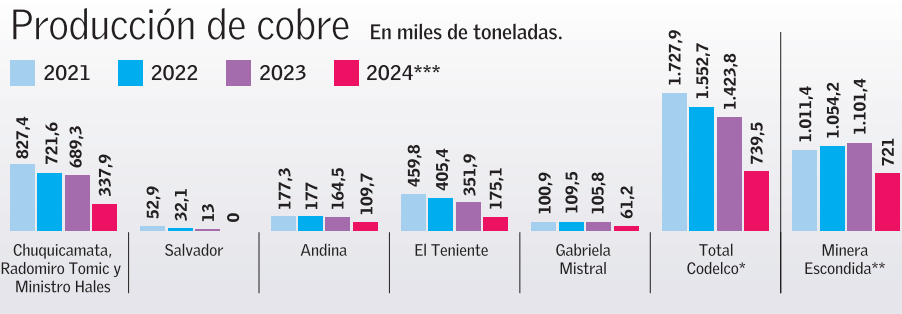 Producción de cobre En miles de toneladas.
2021 2022 2023 2024***
827,4 721,6 689,3 337,9
52,9 32,1 13 0
177,3 177 164,5 109,7
459,8 405,4 351,9 175,1
100,9 109,5 105,8 61,2
1.727,9 1.552,7 1.423,8 739,5
1.011,4 1.054,2 1.101,4 721
Chuquicamata,
Radomiro Tomic y
Ministro Hales
Salvador
Andina
El Teniente
Gabriela
Mistral
Total
Codelco*
Minera
Escondida**